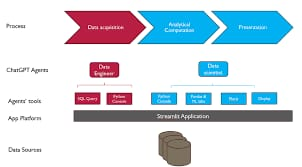 Process
Data acquisition
Analytical
Computation
Presentation
ChatGPT Agents
Data
Engineer
Data
scientist
Agents' tools
SQL Query
Python
Console
Python
Console
Pandas &
ML Libs
Plotly
Display
App Platform
Streamlit Application
Data Sources